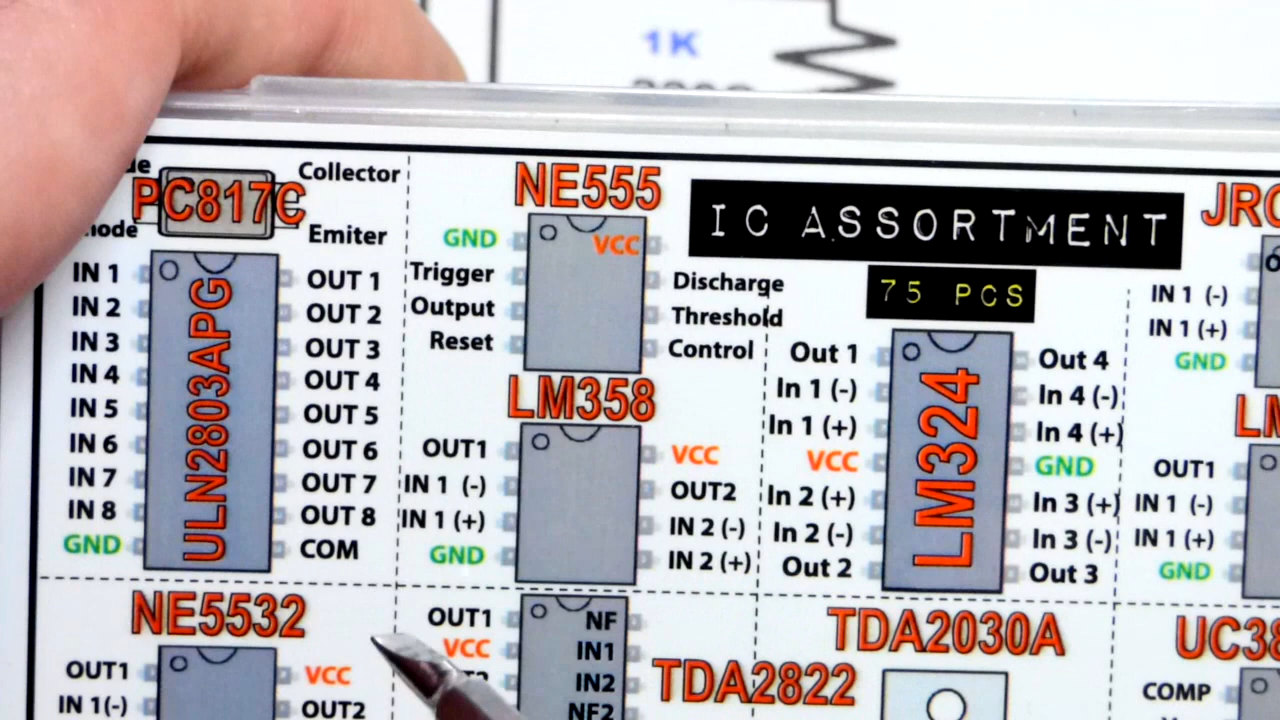 1K
Collector
PC817C
Emiter
IN 1
IN 2
IN 3
IN 4
IN 5
IN 6
IN 7
IN 8
GND
ULN2803APG
OUT 1
OUT 2
OUT 3
OUT 4
OUT 5
OUT 6
OUT 7
OUT 8
COM
NE555
GND
Trigger
Output
Reset
VCC
Discharge
Threshold
Control
LM358
OUT1
IN 1 (-)
IN 1 (+)
GND
VCC
OUT2
IN 2 (-)
IN 2 (+)
IC ASSORTMENT
75 PCS
Out 1
In 1 (-)
In 1 (+)
VCC
In 2 (+)
In 2 (-)
Out 2
LM324
Out 4
In 4 (-)
In 4 (+)
GND
In 3 (+)
In 3 (-)
Out 3
IN 1 (-)
IN 1 (+)
GND
OUT1
IN 1 (-)
IN 1 (+)
GND
NE5532
OUT1
IN 1(-)
VCC
OUT2
OUT1
VCC
NF
IN1
IN2
NF2
TDA2822
TDA2030A
COMP